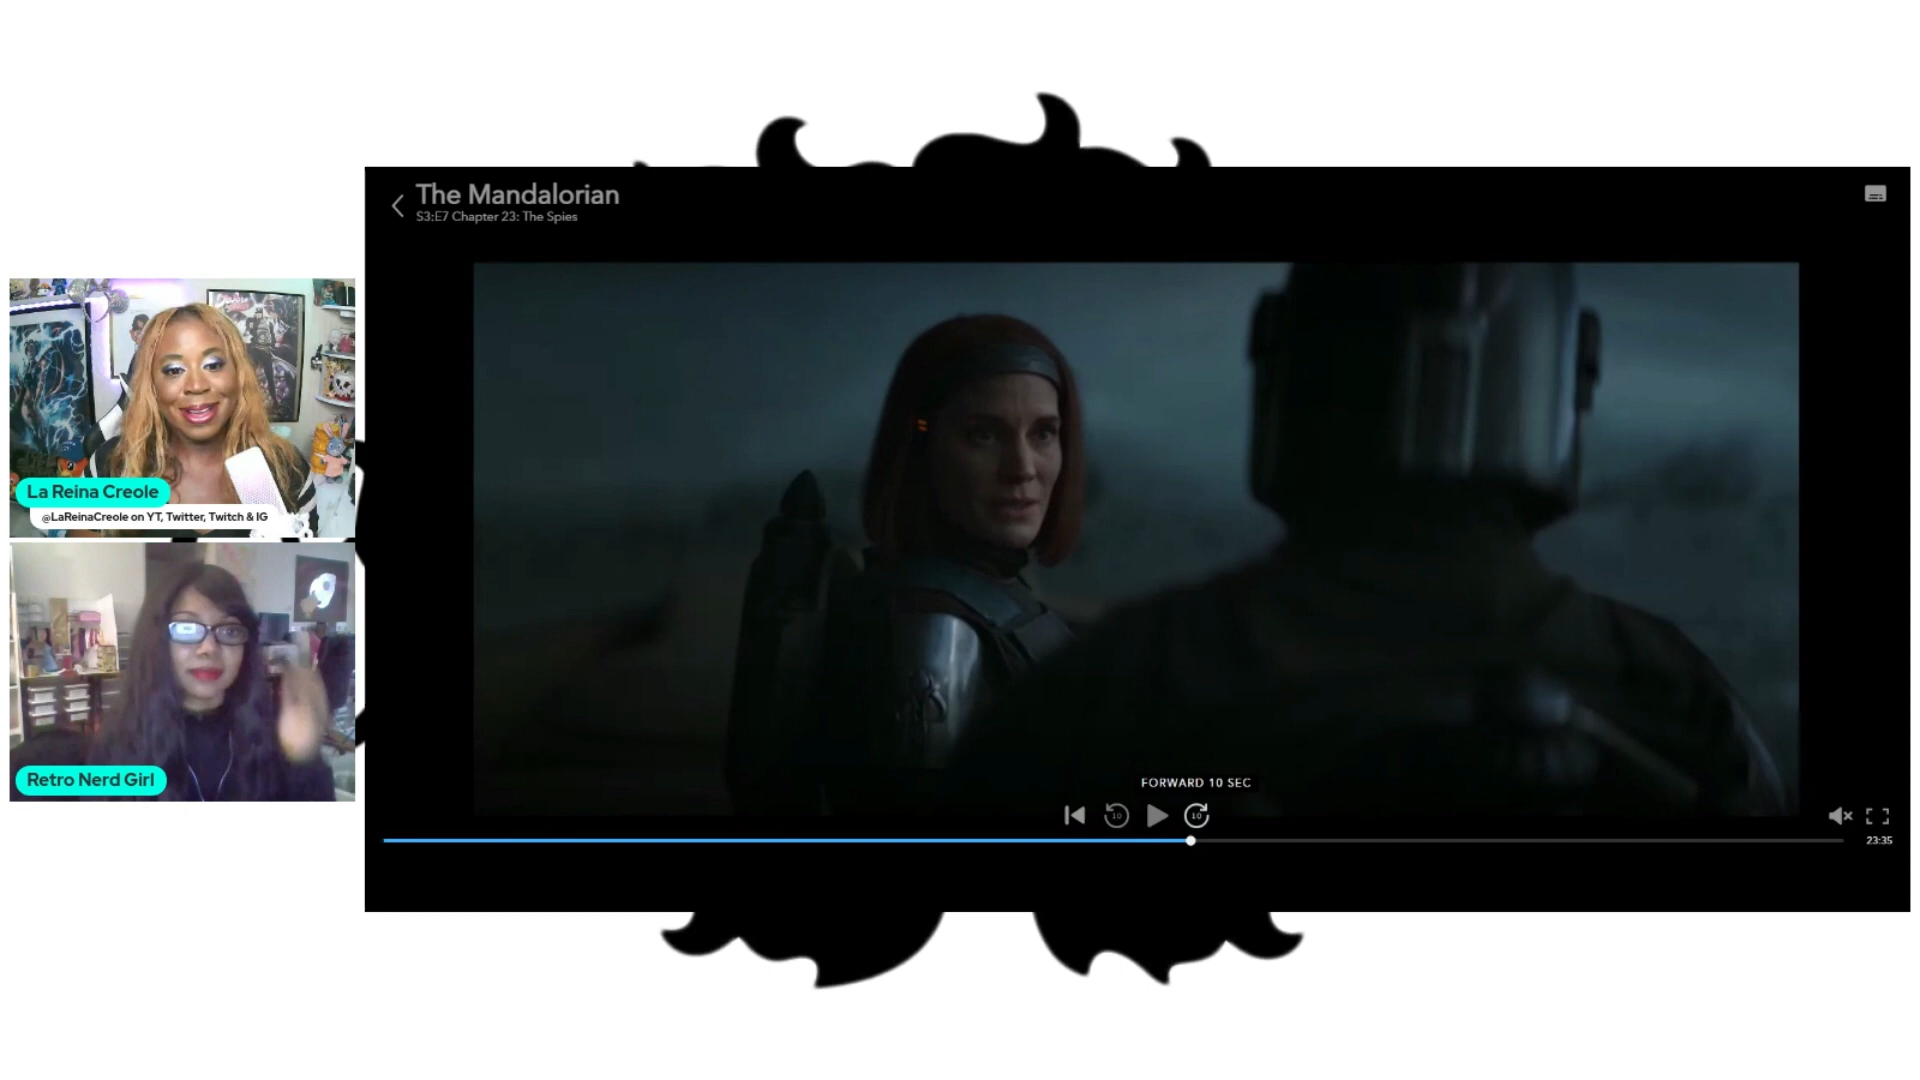 The Mandalorian
S3:E7 Chapter 23: The Spies
La Reina Creole
@LaReinaCreole on YT, Twitter, Twitch & IG
Retro Nerd Girl
FORWARD 10 SEC
10
10
23:35